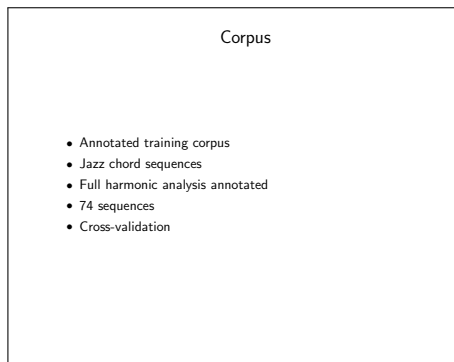 Corpus
• Annotated training corpus
• Jazz chord sequences
• Full harmonic analysis annotated
• 74 sequences
• Cross-validation